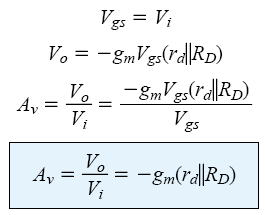 V_gs = V_i
V_o = −g_m V_gs(r_d∥R_D)
A_v = V_o/V_i = −g_m V_gs(r_d∥R_D)/V_gs
A_v = V_o/V_i = −g_m(r_d∥R_D)